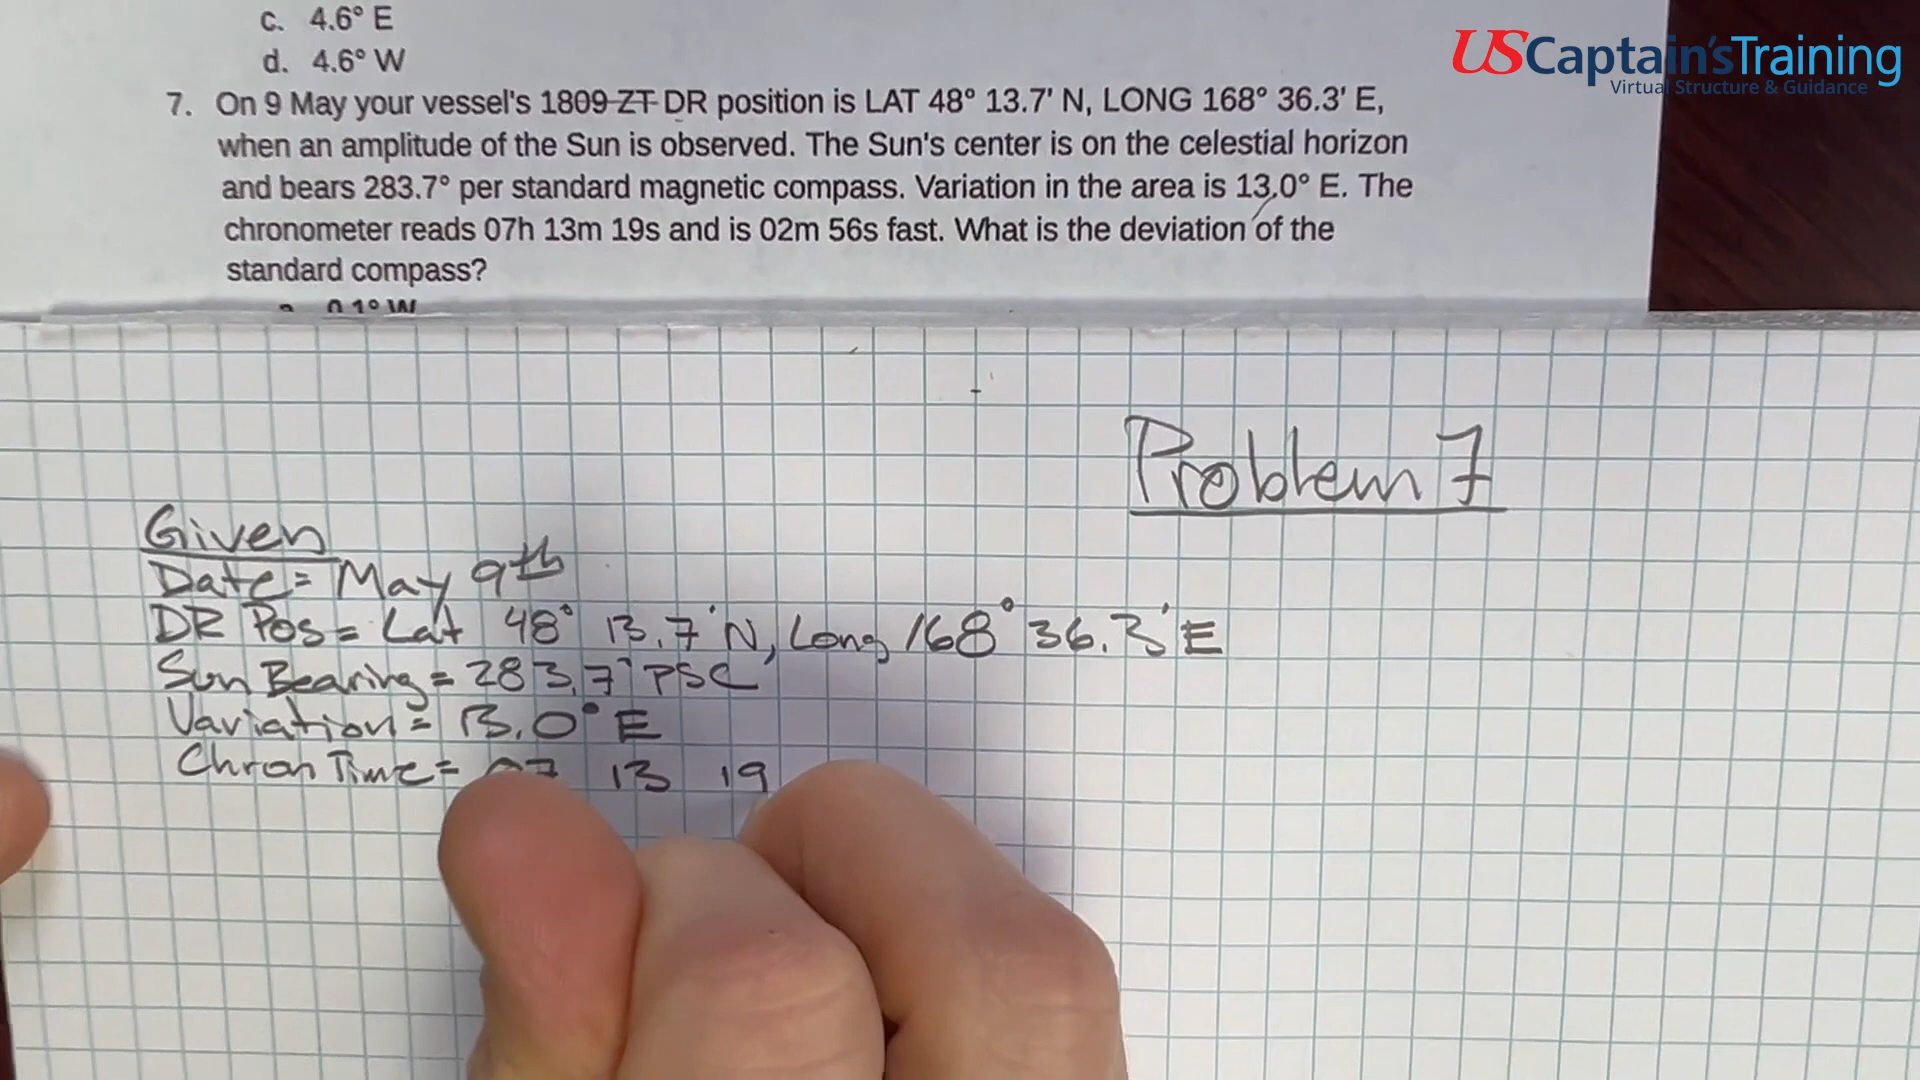 c. 4.6° E
d. 4.6° W
USCaptain'sTraining
Virtual Structure & Guidance
7. On 9 May your vessel's 1809 ZT DR position is LAT 48° 13.7' N, LONG 168° 36.3' E,
when an amplitude of the Sun is observed. The Sun's center is on the celestial horizon
and bears 283.7° per standard magnetic compass. Variation in the area is 13.0° E. The
chronometer reads 07h 13m 19s and is 02m 56s fast. What is the deviation of the
standard compass?
0.1° W
Problem 7
Given
Date = May 9th
DR Pos = Lat 48° 13.7' N, Long 168° 36.3' E
Sun Bearing = 283.7° PSC
Variation = 13.0° E
Chron Time = 07 13 19